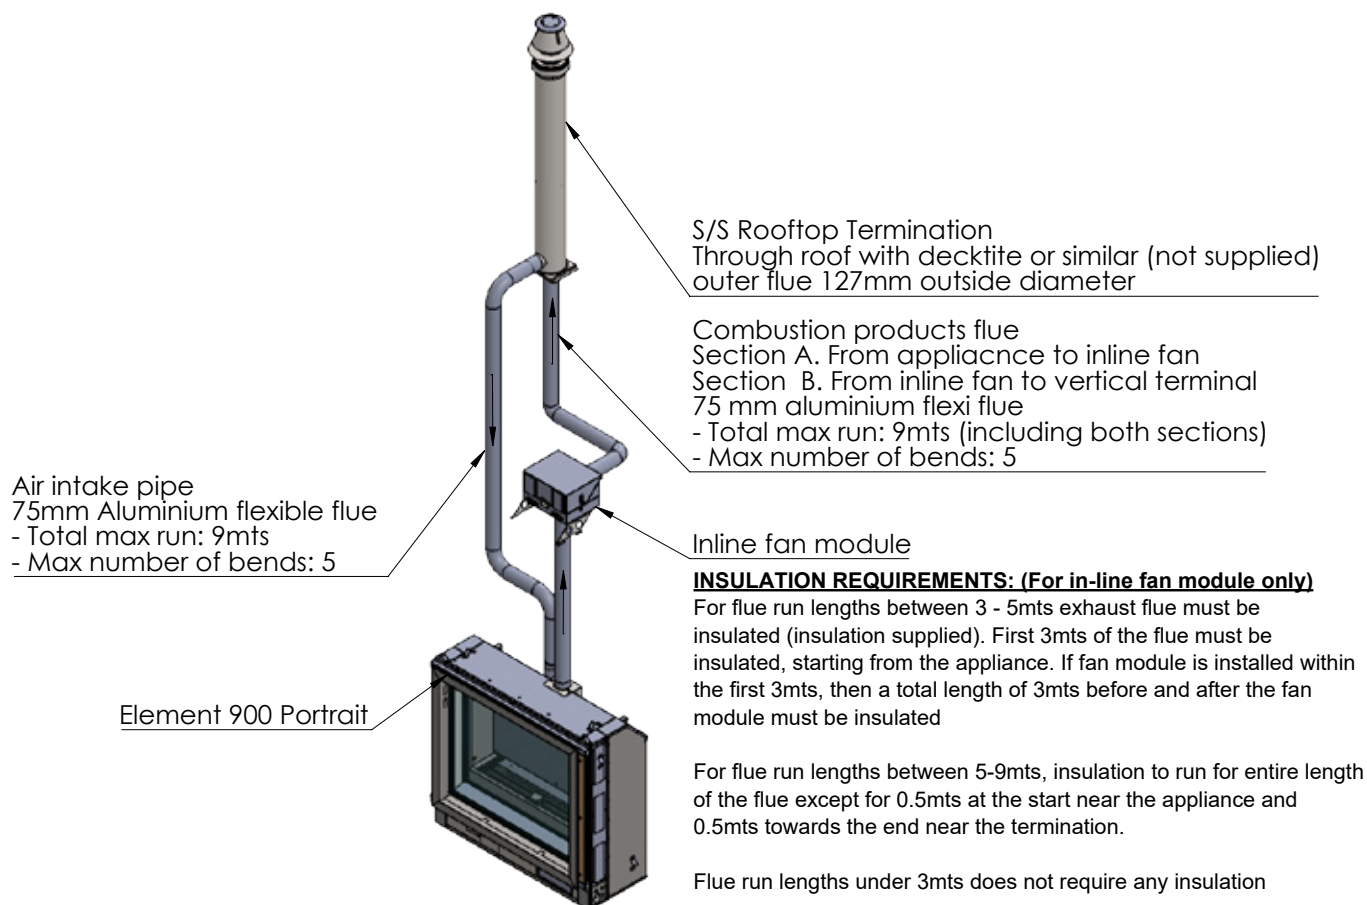 S/S Rooftop Termination
Through roof with decktite or similar (not supplied)
outer flue 127mm outside diameter
Combustion products flue
Section A. From appliacnce to inline fan
Section B. From inline fan to vertical terminal
75 mm aluminium flexi flue
- Total max run: 9mts (including both sections)
- Max number of bends: 5
Air intake pipe
75mm Aluminium flexible flue
- Total max run: 9mts
- Max number of bends: 5
Inline fan module
INSULATION REQUIREMENTS: (For in-line fan module only)
For flue run lengths between 3 - 5mts exhaust flue must be
insulated (insulation supplied). First 3mts of the flue must be
insulated, starting from the appliance. If fan module is installed within
the first 3mts, then a total length of 3mts before and after the fan
module must be insulated
Element 900 Portrait
For flue run lengths between 5-9mts, insulation to run for entire length
of the flue except for 0.5mts at the start near the appliance and
0.5mts towards the end near the termination.
Flue run lengths under 3mts does not require any insulation